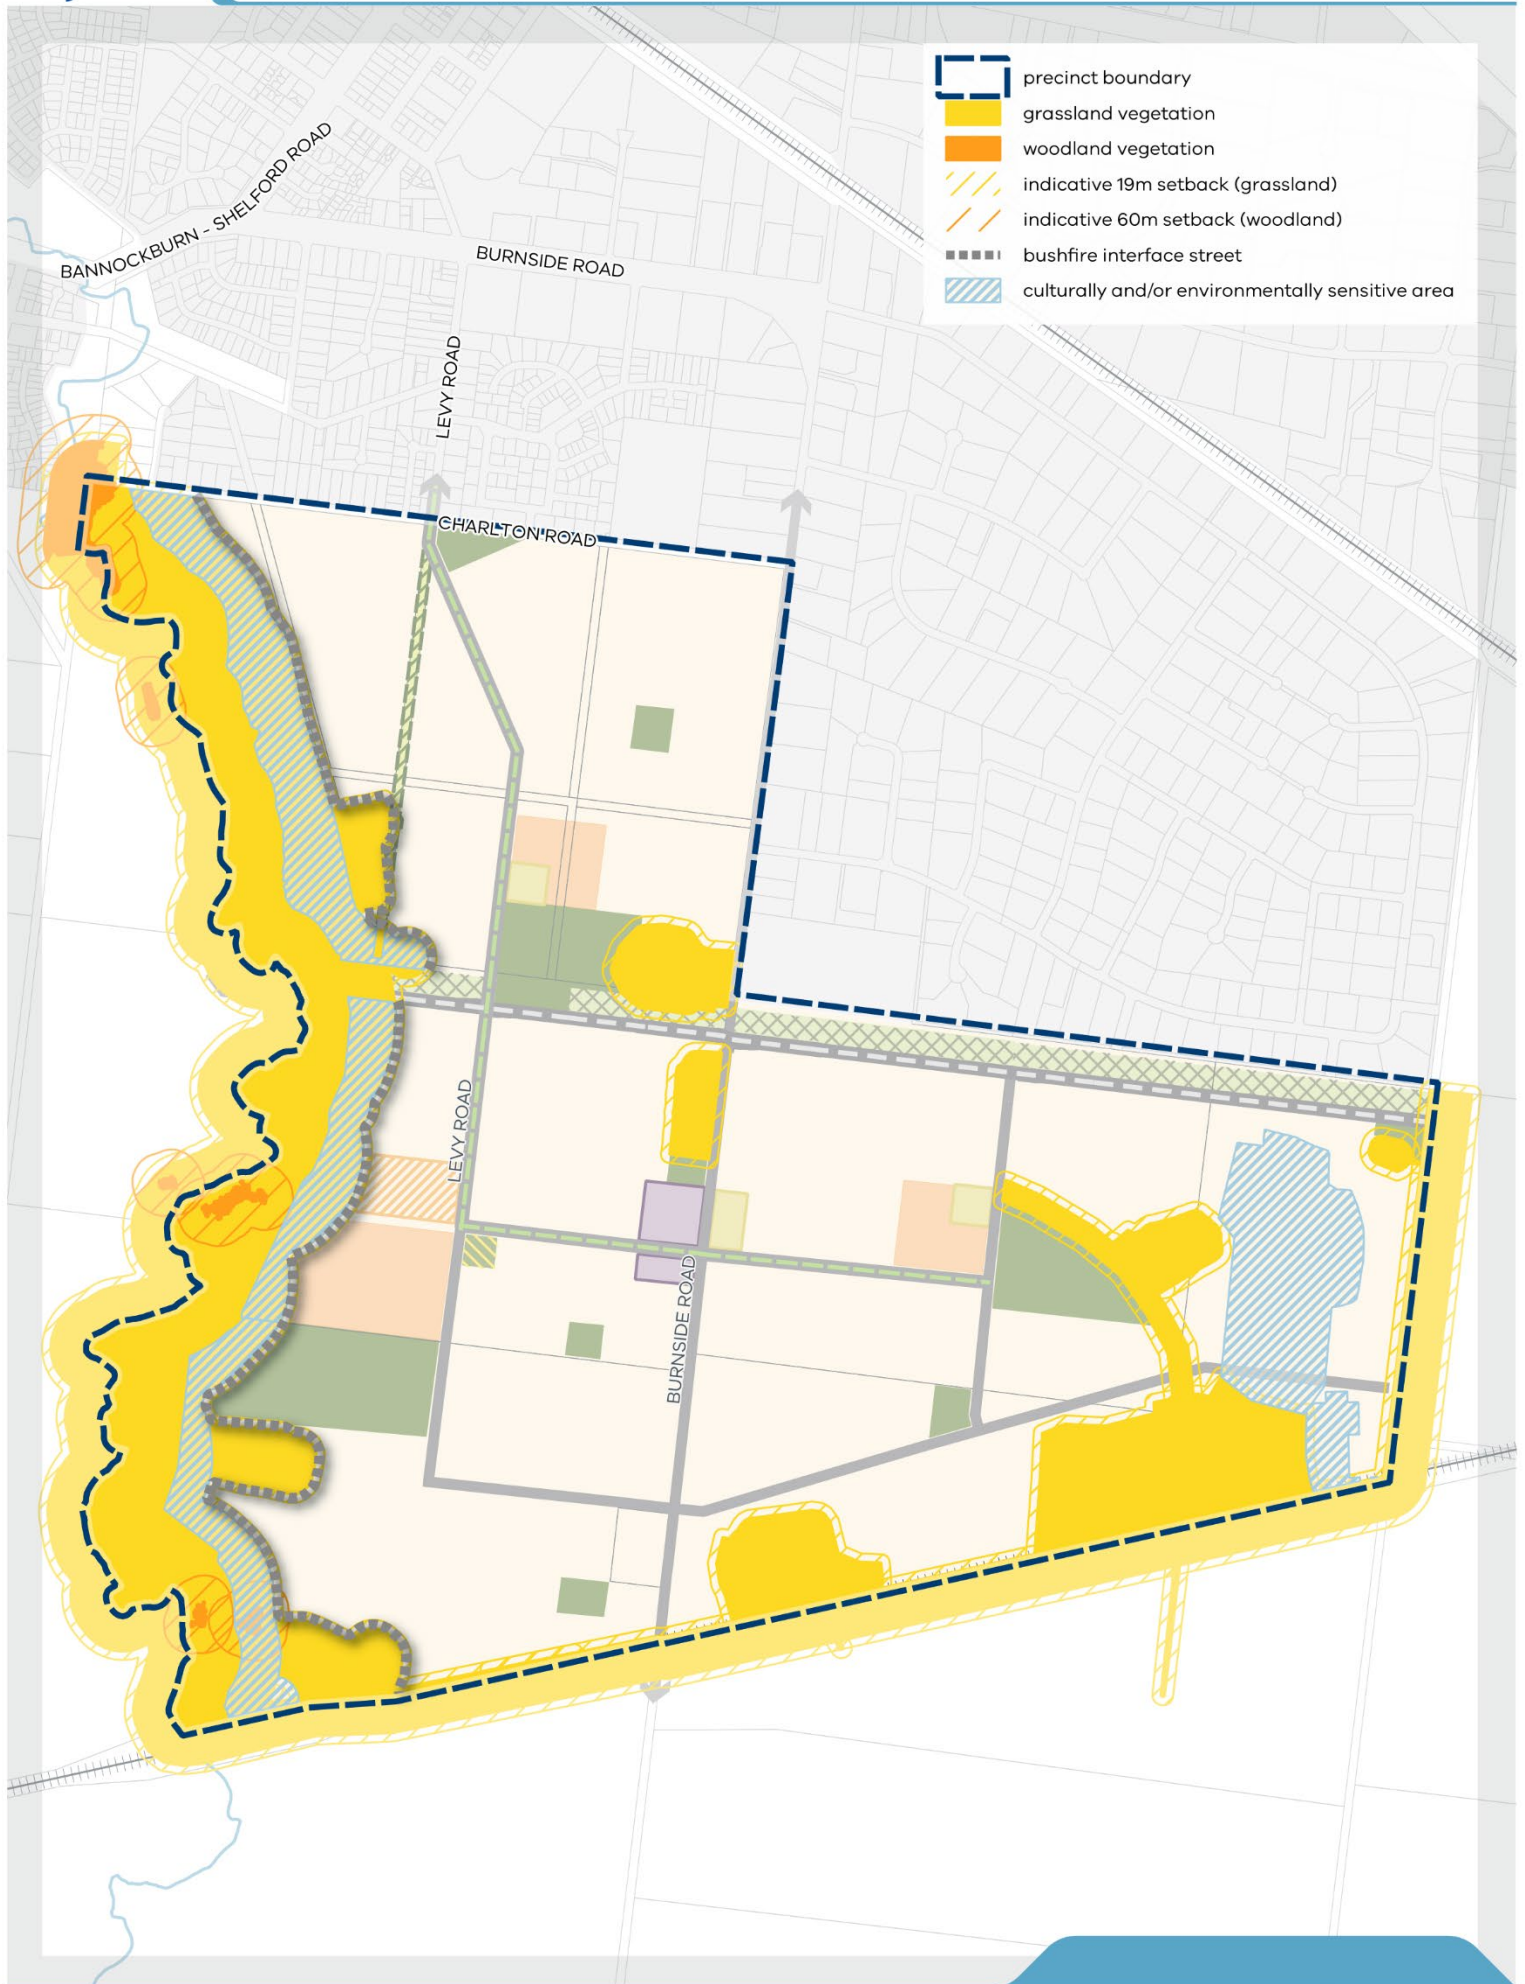 precinct boundary
grassland vegetation
woodland vegetation
indicative 19m setback (grassland)
indicative 60m setback (woodland)
bushfire interface street
culturally and/or environmentally sensitive area
BANNOCKBURN - SHELFORD ROAD
BURNSIDE ROAD
LEVY ROAD
CHARLTON ROAD
LEVY ROAD
BURNSIDE ROAD